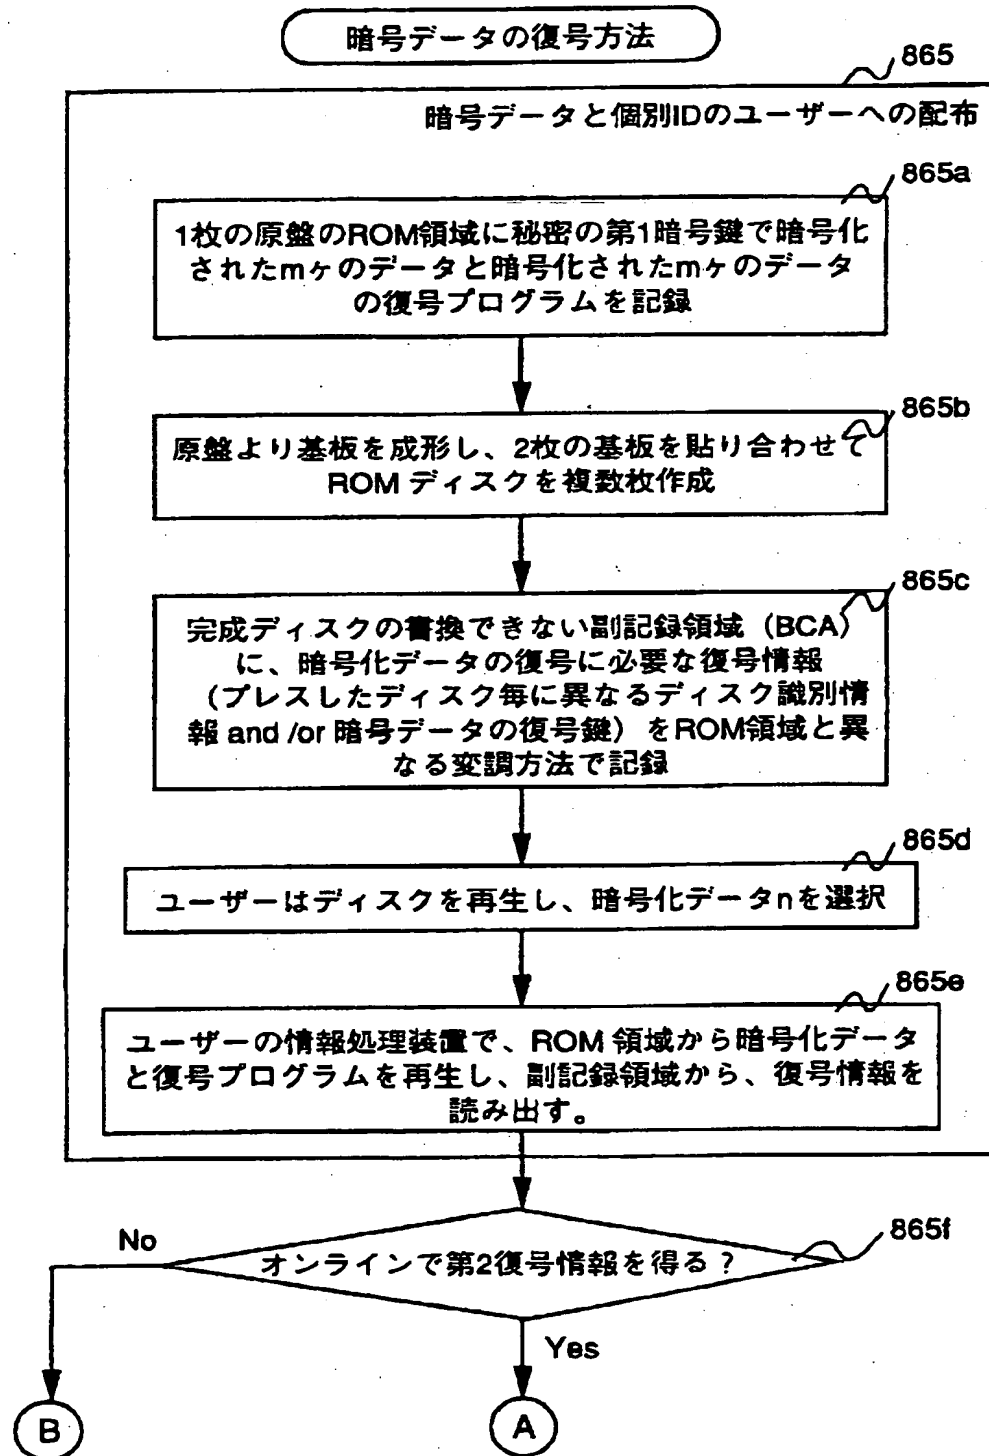 暗号データの復号方法
865
暗号データと個別IDのユーザーへの配布
865a
1枚の原盤のROM領域に秘密の第1暗号鍵で暗号化
されたmヶのデータと暗号化されたmヶのデータ
の復号プログラムを記録
865b
原盤より基板を成形し、2枚の基板を貼り合わせて
ROM ディスクを複数枚作成
865c
完成ディスクの書換できない副記録領域（BCA）
に、暗号化データの復号に必要な復号情報
（プレスしたディスク毎に異なるディスク識別情
報 and /or 暗号データの復号鍵）をROM領域と異
なる変調方法で記録
865d
ユーザーはディスクを再生し、暗号化データnを選択
865e
ユーザーの情報処理装置で、ROM 領域から暗号化データ
と復号プログラムを再生し、副記録領域から、復号情報を
読み出す。
865f
No
オンラインで第2復号情報を得る？
Yes
B
A